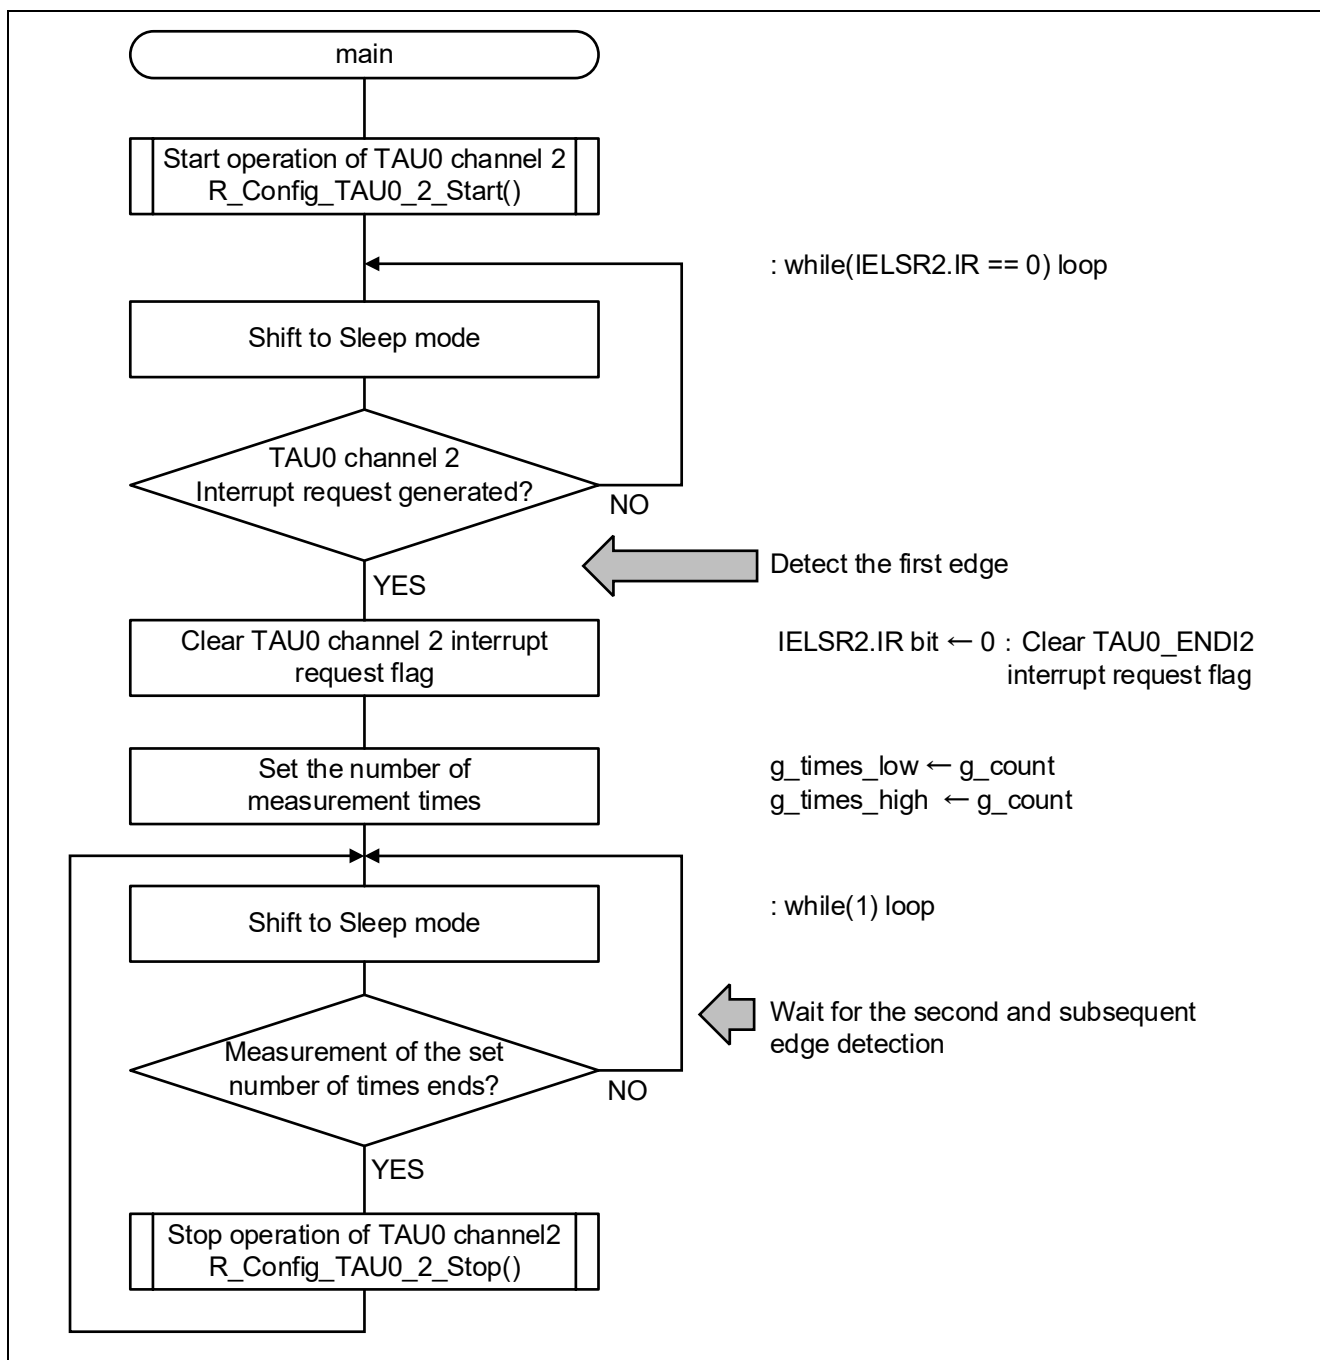 main
Start operation of TAU0 channel 2
R_Config_TAU0_2_Start()
: while(IELSR2.IR == 0) loop
Shift to Sleep mode
TAU0 channel 2
Interrupt request generated?
NO
Detect the first edge
YES
Clear TAU0 channel 2 interrupt
request flag
IELSR2.IR bit ← 0 : Clear TAU0_ENDI2
interrupt request flag
Set the number of
measurement times
g_times_low ← g_count
g_times_high ← g_count
: while(1) loop
Shift to Sleep mode
Wait for the second and subsequent
edge detection
Measurement of the set
number of times ends?
NO
YES
Stop operation of TAU0 channel2
R_Config_TAU0_2_Stop()